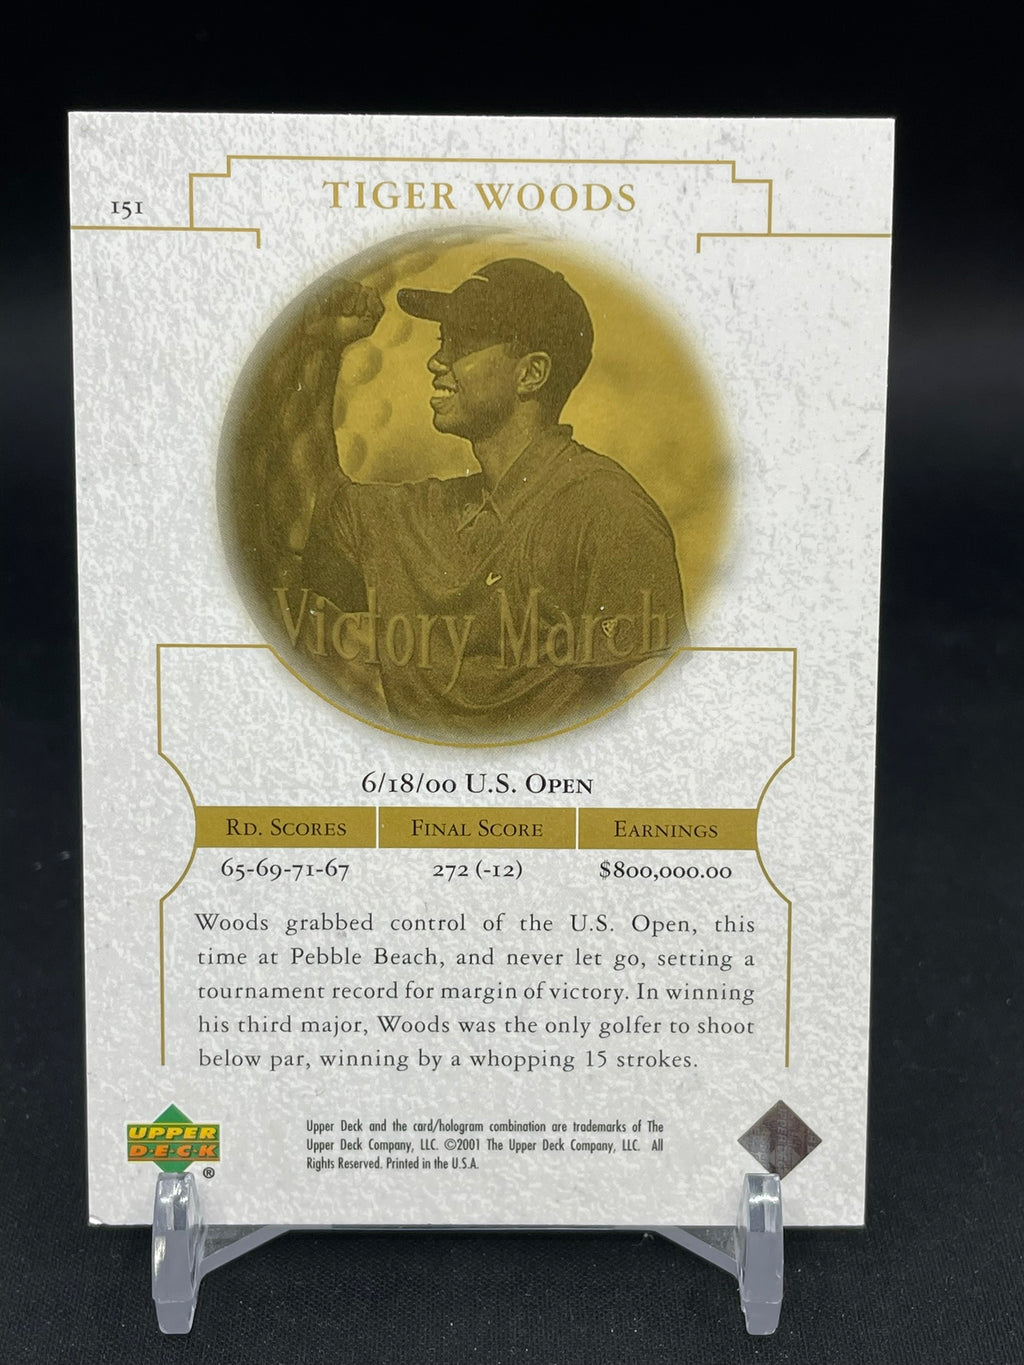 151
TIGER WOODS
Victory March
6/18/00 U.S. OPEN
RD. SCORES FINAL SCORE EARNINGS
65-69-71-67 272 (-12) $800,000.00
Woods grabbed control of the U.S. Open, this
time at Pebble Beach, and never let go, setting a
tournament record for margin of victory. In winning
his third major, Woods was the only golfer to shoot
below par, winning by a whopping 15 strokes.
UPPER
DECK
®
Upper Deck and the card/hologram combination are trademarks of The
Upper Deck Company, LLC. ©2001 The Upper Deck Company, LLC. All
Rights Reserved. Printed in the U.S.A.